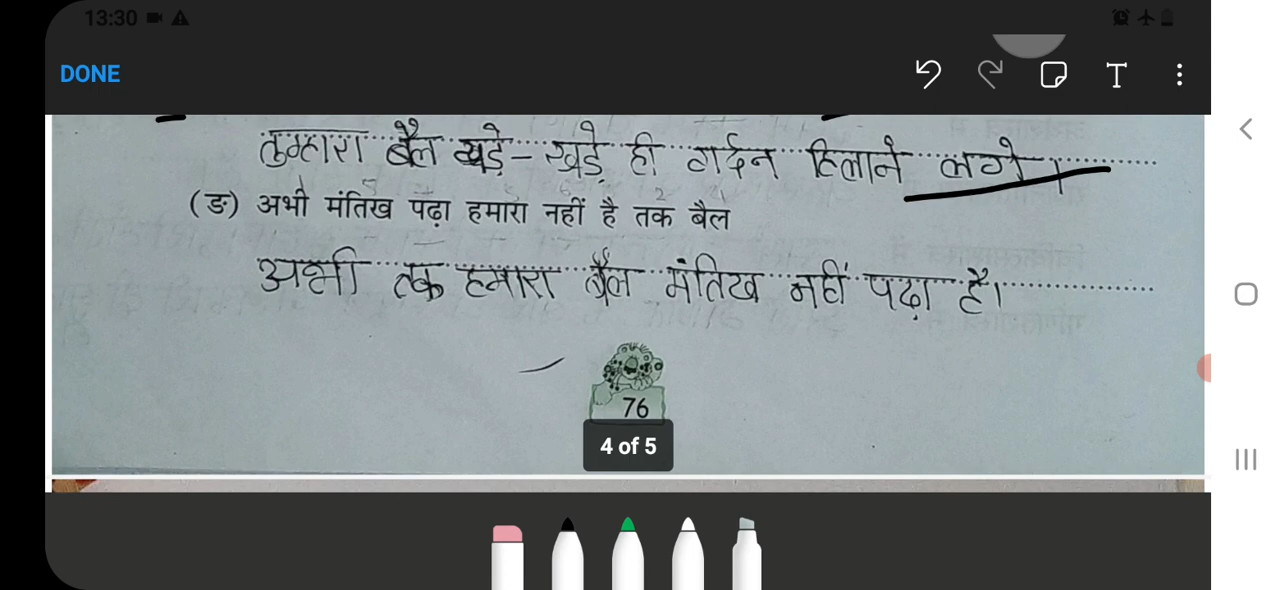 13:30
DONE
T
तुम्हारा बैल खड़े-खड़े ही गर्दन हिलाने लगे।
(ङ) अभी मंतिख पढ़ा हमारा नहीं है तक बैल
अभी तक हमारा बैल मंतिख नहीं पढ़ा है।
76
4 of 5